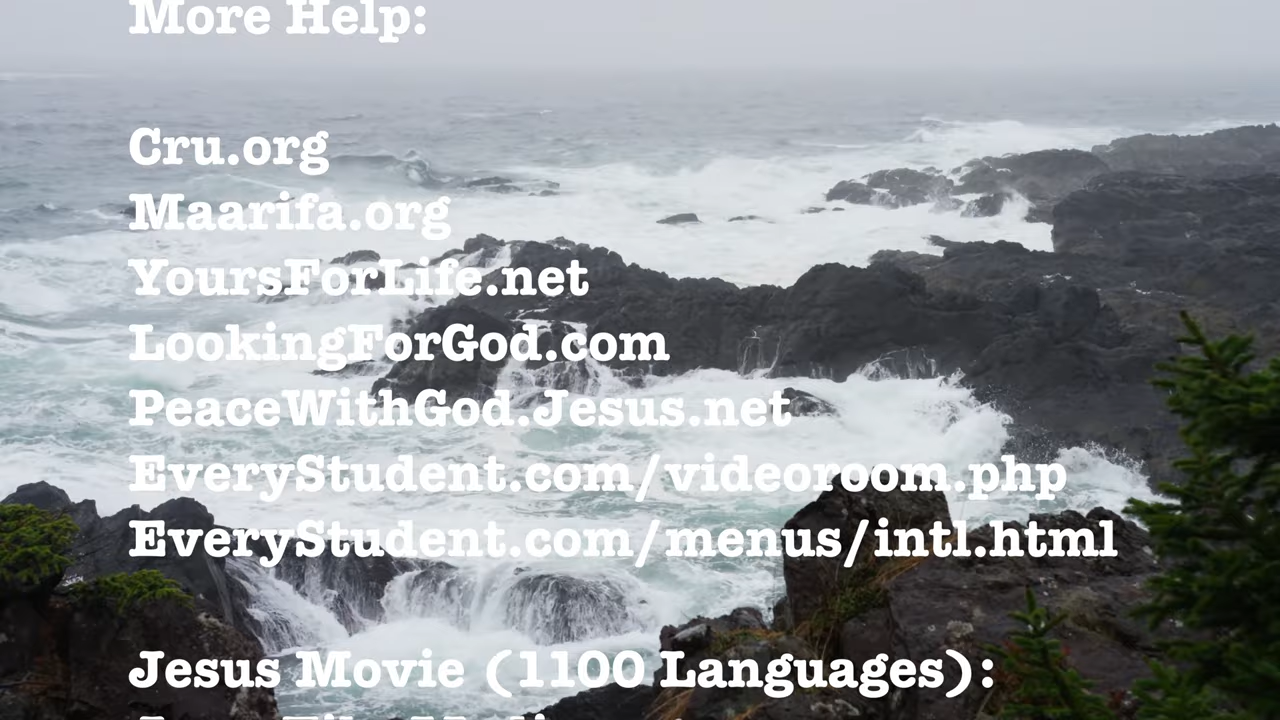 More Help:
Cru.org
Maarifa.org
YoursForLife.net
LookingForGod.com
PeaceWithGod.Jesus.net
EveryStudent.com/videoroom.php
EveryStudent.com/menus/intl.html
Jesus Movie (1100 Languages):